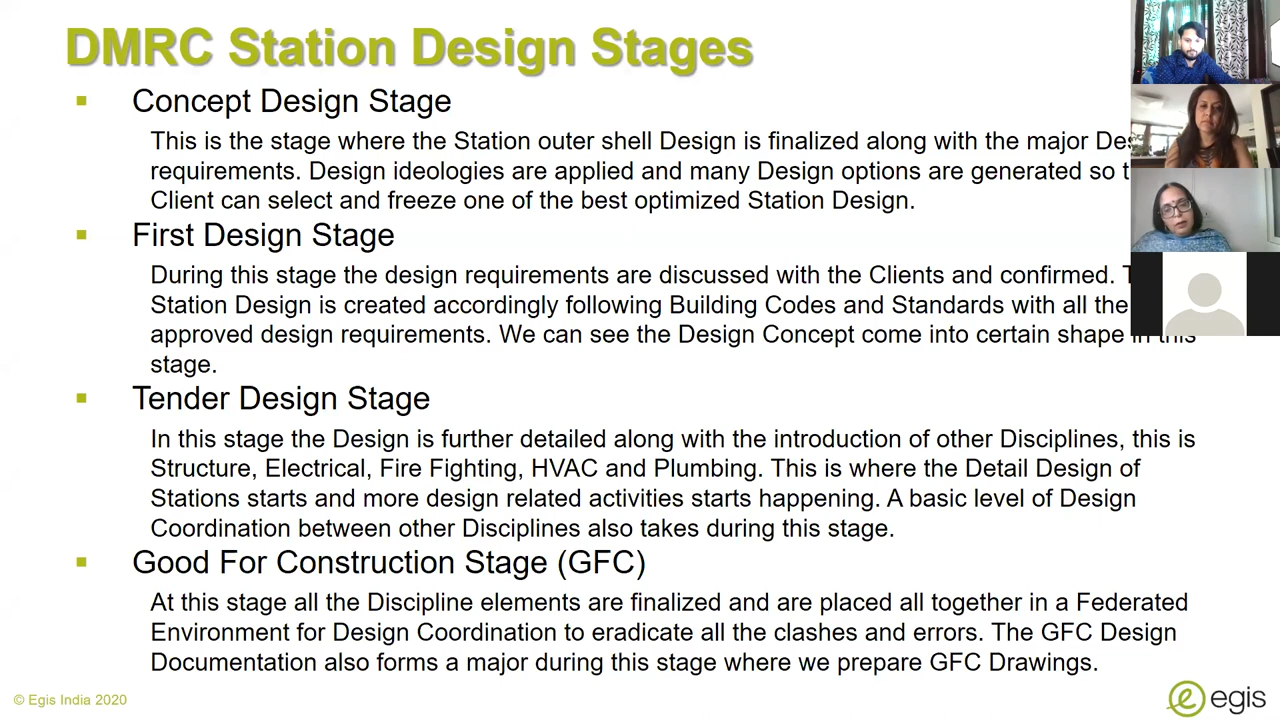 DMRC Station Design Stages
▪ Concept Design Stage
This is the stage where the Station outer shell Design is finalized along with the major
requirements. Design ideologies are applied and many Design options are generated so
Client can select and freeze one of the best optimized Station Design.
▪ First Design Stage
During this stage the design requirements are discussed with the Clients and confirmed.
Station Design is created accordingly following Building Codes and Standards with all the
approved design requirements. We can see the Design Concept come into certain shape in this
stage.
▪ Tender Design Stage
In this stage the Design is further detailed along with the introduction of other Disciplines, this is
Structure, Electrical, Fire Fighting, HVAC and Plumbing. This is where the Detail Design of
Stations starts and more design related activities starts happening. A basic level of Design
Coordination between other Disciplines also takes during this stage.
▪ Good For Construction Stage (GFC)
At this stage all the Discipline elements are finalized and are placed all together in a Federated
Environment for Design Coordination to eradicate all the clashes and errors. The GFC Design
Documentation also forms a major during this stage where we prepare GFC Drawings.
© Egis India 2020
egis